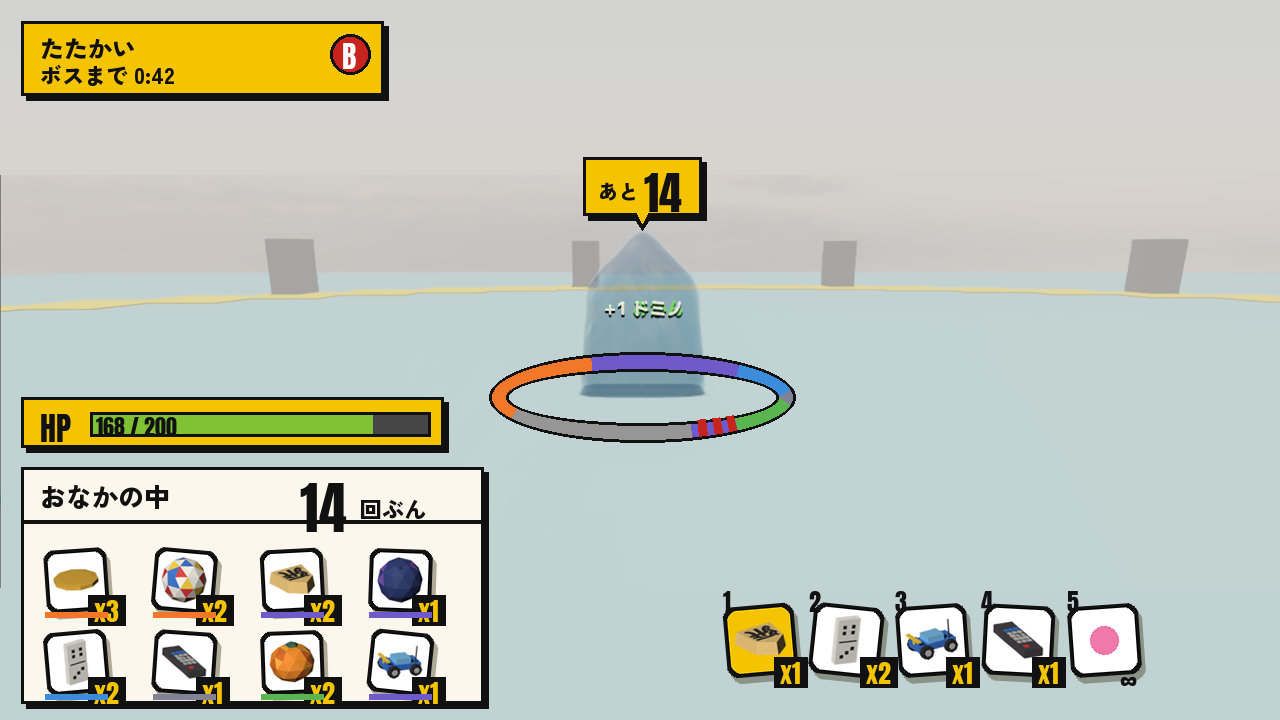 たたかい
B
ボスまで 0:42
あと 14
+1 ドミノ
HP 168 / 200
おなかの中 14 回ぶん
x3 x2 x2 x1
x2 x1 x2 x1
1 2 3 4 5
x1 x2 x1 x1 ∞